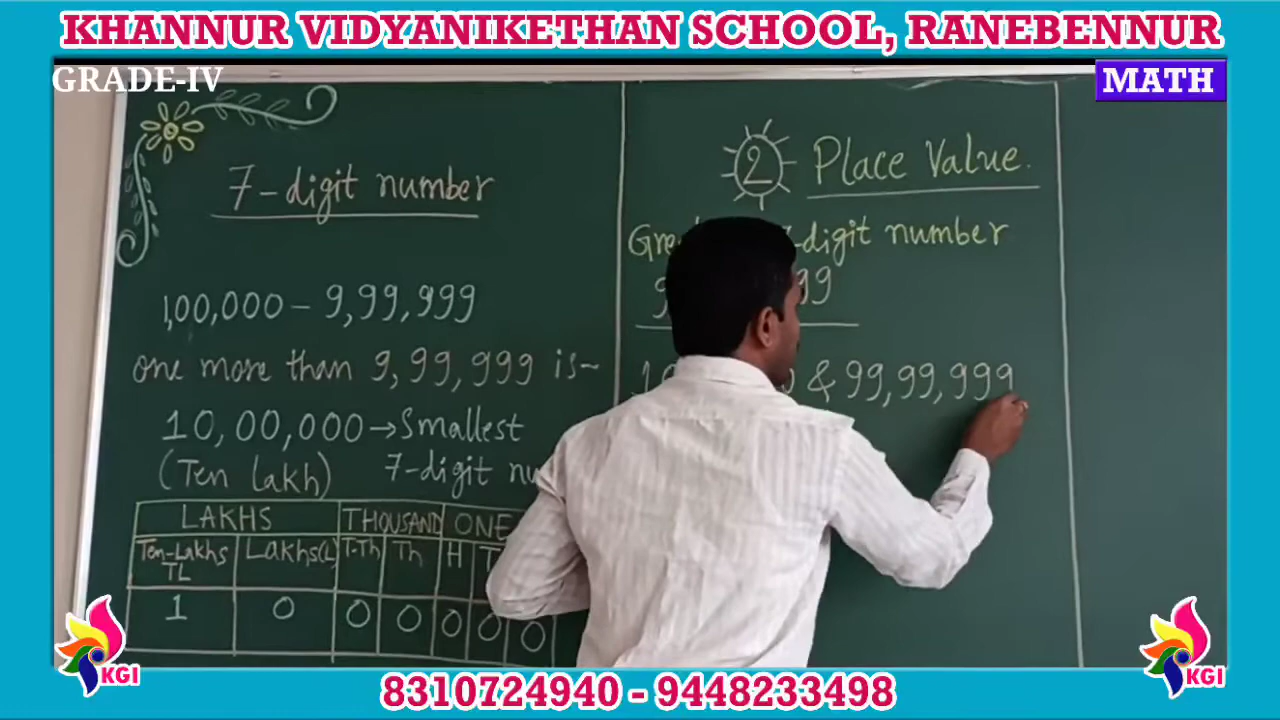 KHANNUR VIDYANIKETHAN SCHOOL, RANEBENNUR
GRADE-IV
MATH
7-digit number
1,00,000 - 9,99,999
one more than 9,99,999 is-
10,00,000 → Smallest
(Ten lakh) 7-digit
LAKHS THOUSAND ONE
Ten-Lakhs TL Lakhs(L) T-Th Th H T
1 0 0 0 0 0 0
2 Place Value.
-digit number
99
& 99,99,999
KGI
KGI
8310724940 - 9448233498